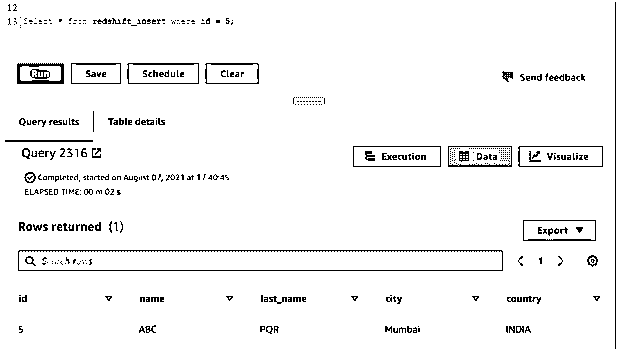 12
13 Select * from redshift_insert where id = 5;
Run Save Schedule Clear
Send feedback
Query results Table details
Query 2316
Execution Data Visualize
Completed, started on August 07, 2021 at 17:40:45
ELAPSED TIME: 00 m 02 s
Rows returned (1)
Export
Search rows
1
id name last_name city country
5 ABC PQR Mumbai INDIA